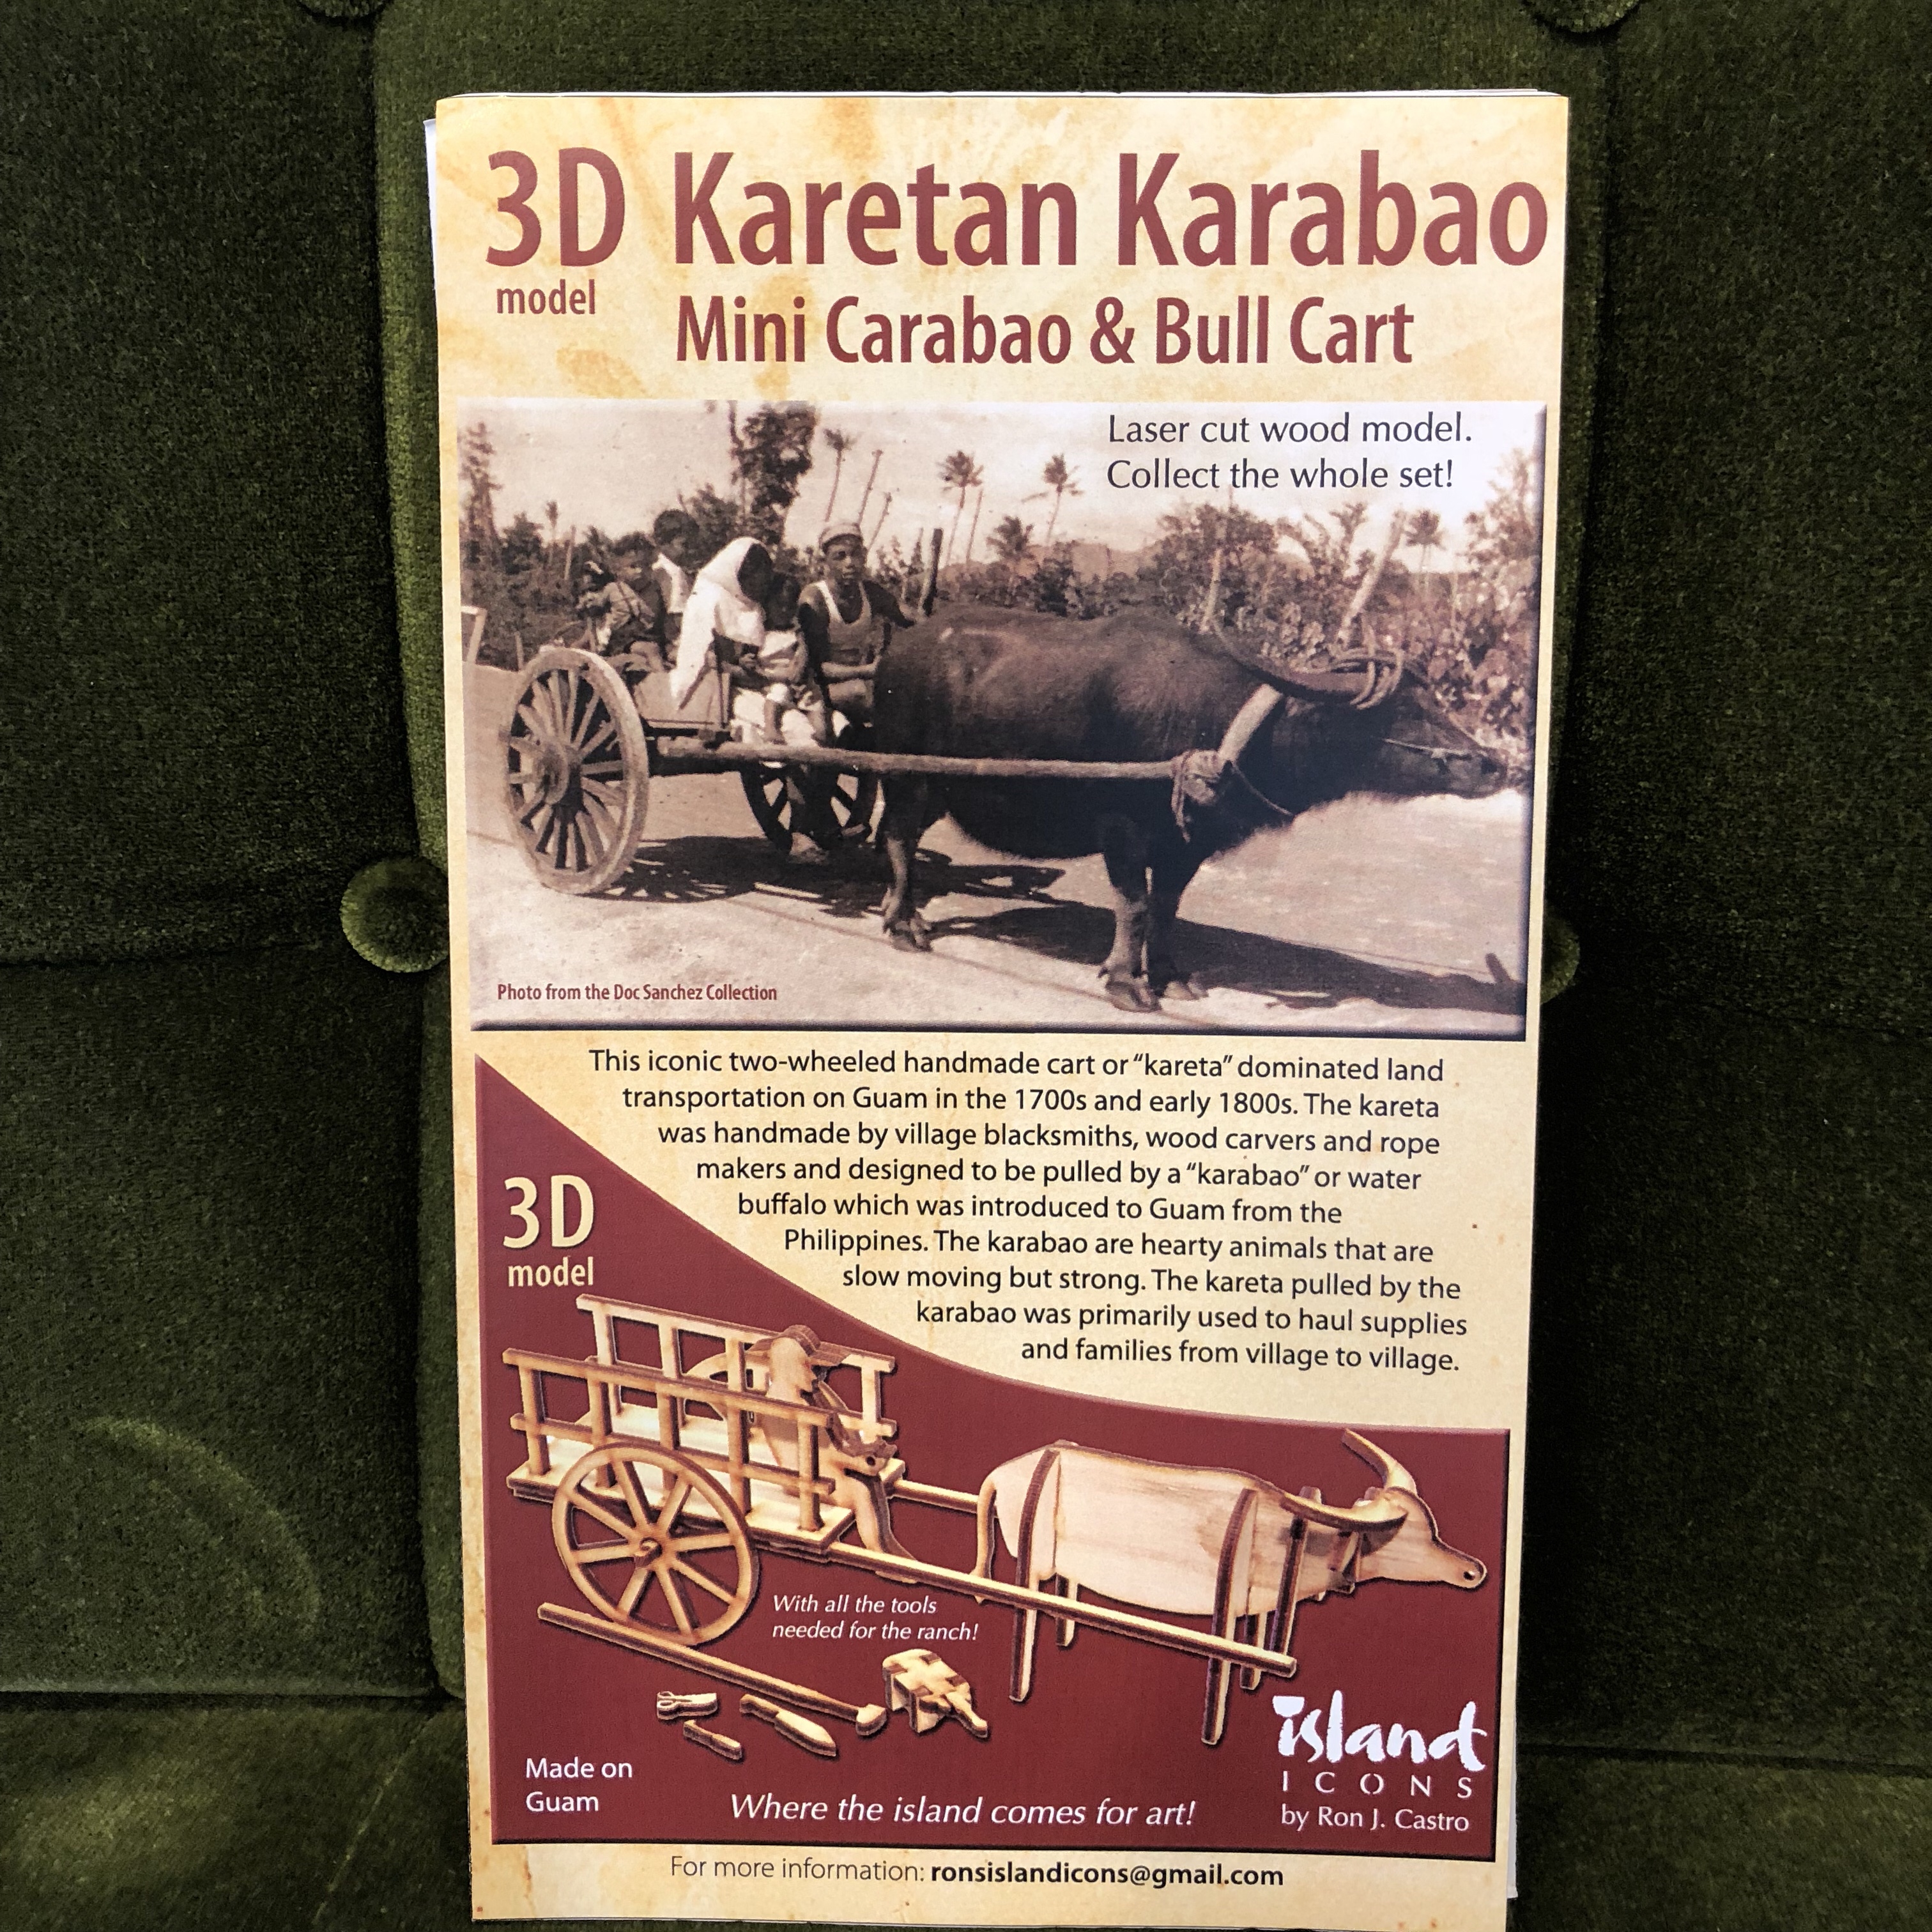 3D Karetan Karabao
model
Mini Carabao & Bull Cart
Laser cut wood model.
Collect the whole set!
Photo from the Doc Sanchez Collection
This iconic two-wheeled handmade cart or “kareta” dominated land
transportation on Guam in the 1700s and early 1800s. The kareta
was handmade by village blacksmiths, wood carvers and rope
makers and designed to be pulled by a “karabao” or water
buffalo which was introduced to Guam from the
Philippines. The karabao are hearty animals that are
slow moving but strong. The kareta pulled by the
karabao was primarily used to haul supplies
and families from village to village.
3D
model
With all the tools
needed for the ranch!
Made on
Guam
Where the island comes for art!
island
ICONS
by Ron J. Castro
For more information: ronsislandicons@gmail.com